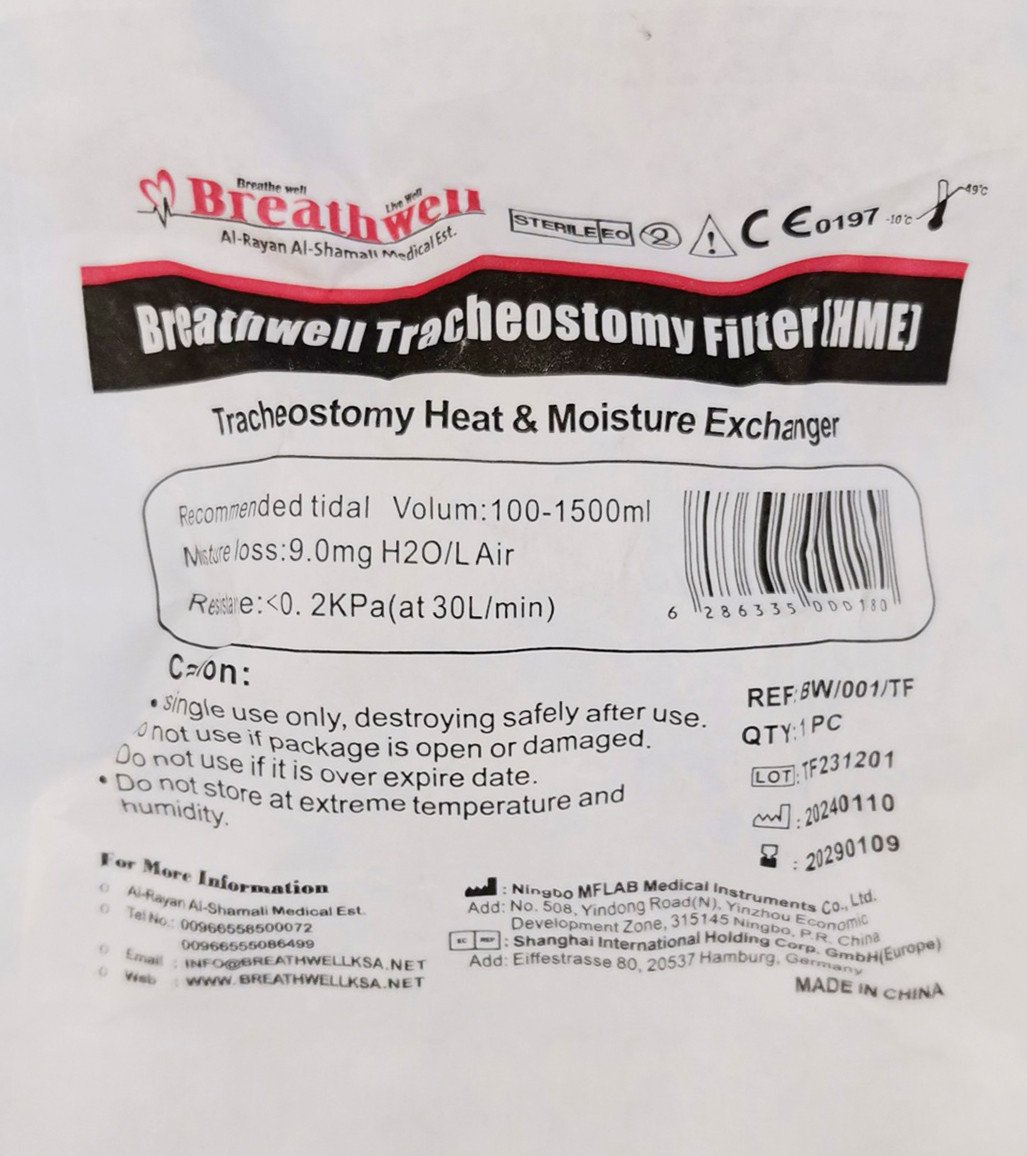 Breathe well
Live Well
Breathwell
Al-Rayan Al-Shamali Medical Est.
STERILE EO
2
!
CE0197
-10°C
49°C
Breathwell Tracheostomy Filter(HME)
Tracheostomy Heat & Moisture Exchanger
Recommended tidal Volum:100-1500ml
loss:9.0mg H2O/L Air
:<0. 2KPa(at 30L/min)
6 286335 000180
• single use only, destroying safely after use.
not use if package is open or damaged.
Do not use if it is over expire date.
• Do not store at extreme temperature and
humidity.
REF:BW/001/TF
QTY:1PC
LOT:TF231201
: 20240110
: 20290109
For More Information
Al-Rayan Al-Shamali Medical Est.
Tel No.: 00966558500072
00966555086499
Email : INFO@BREATHWELLKSA.NET
Web : WWW.BREATHWELLKSA.NET
: Ningbo MFLAB Medical Instruments Co., Ltd.
Add: No. 508, Yindong Road(N), Yinzhou Economic
Development Zone, 315145 Ningbo, P.R. China
EC REP : Shanghai International Holding Corp. GmbH(Europe)
Add: Eiffestrasse 80, 20537 Hamburg, Germany
MADE IN CHINA